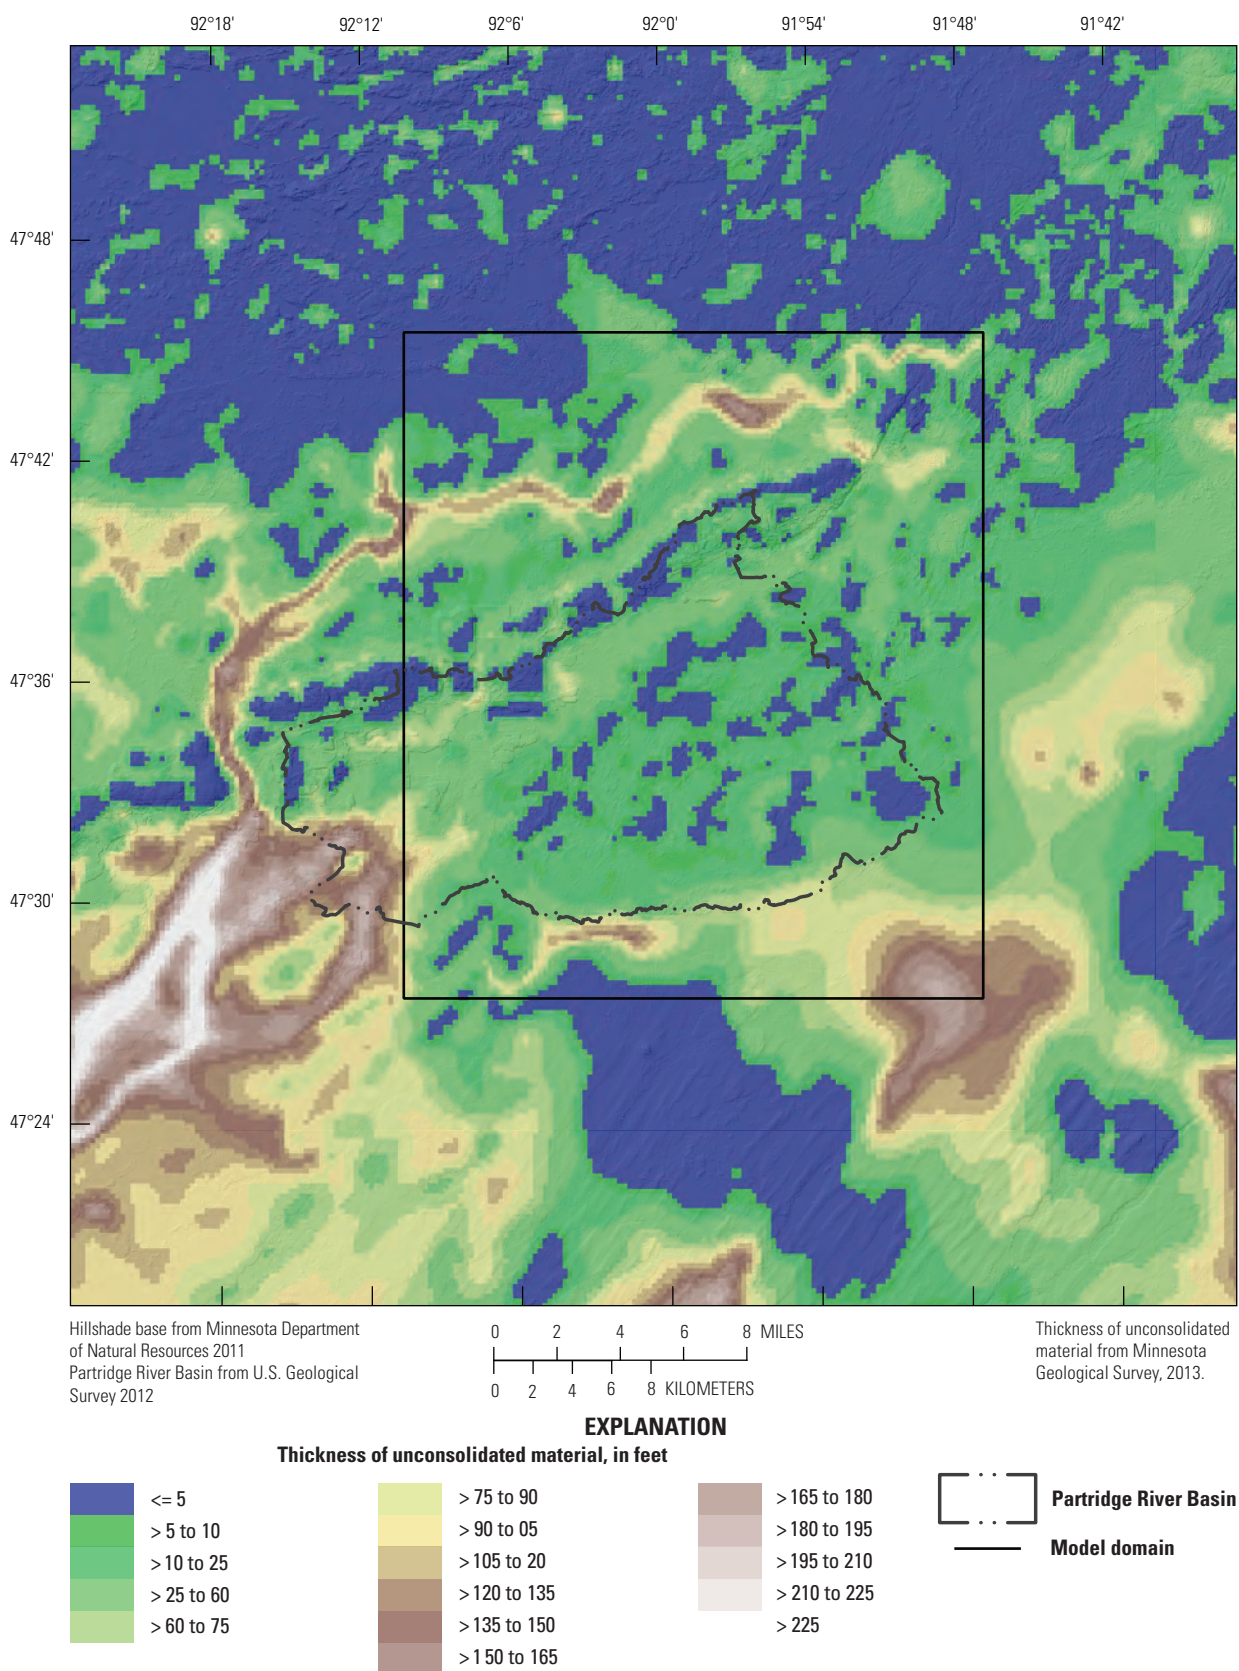 92°18' 92°12' 92°6' 92°0' 91°54' 91°48' 91°42'
47°48'
47°42'
47°36'
47°30'
47°24'
Hillshade base from Minnesota Department
of Natural Resources 2011
Partridge River Basin from U.S. Geological
Survey 2012
0 2 4 6 8 MILES
0 2 4 6 8 KILOMETERS
Thickness of unconsolidated
material from Minnesota
Geological Survey, 2013.
EXPLANATION
Thickness of unconsolidated material, in feet
<= 5
> 5 to 10
> 10 to 25
> 25 to 60
> 60 to 75
> 75 to 90
> 90 to 05
> 105 to 20
> 120 to 135
> 135 to 150
> 150 to 165
> 165 to 180
> 180 to 195
> 195 to 210
> 210 to 225
> 225
Partridge River Basin
Model domain